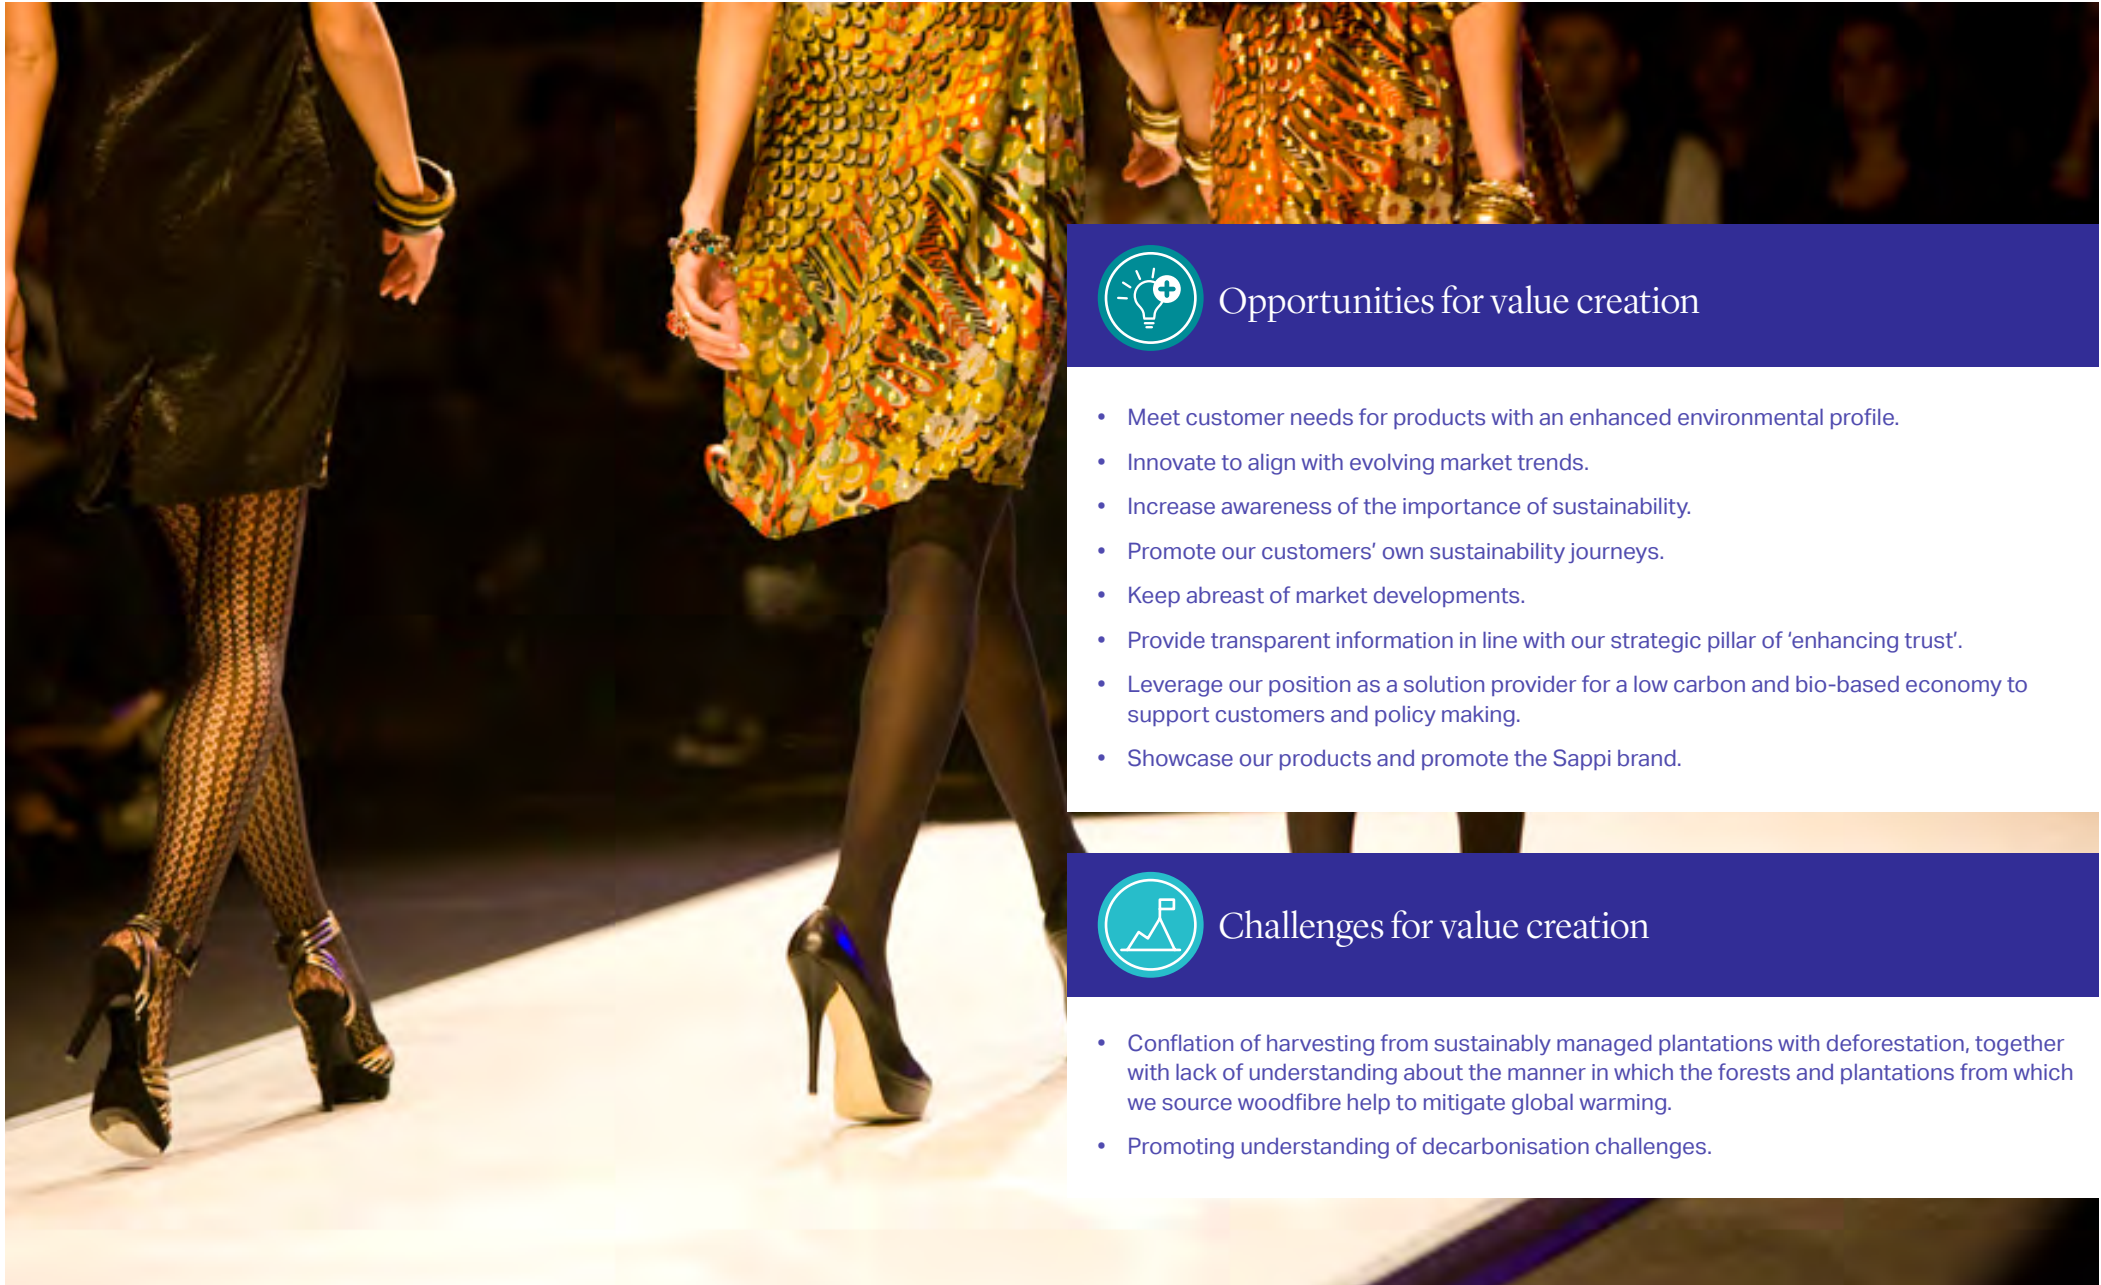 Opportunities for value creation
• Meet customer needs for products with an enhanced environmental profile.
• Innovate to align with evolving market trends.
• Increase awareness of the importance of sustainability.
• Promote our customers’ own sustainability journeys.
• Keep abreast of market developments.
• Provide transparent information in line with our strategic pillar of ‘enhancing trust’.
• Leverage our position as a solution provider for a low carbon and bio-based economy to
support customers and policy making.
• Showcase our products and promote the Sappi brand.
Challenges for value creation
• Conflation of harvesting from sustainably managed plantations with deforestation, together
with lack of understanding about the manner in which the forests and plantations from which
we source woodfibre help to mitigate global warming.
• Promoting understanding of decarbonisation challenges.